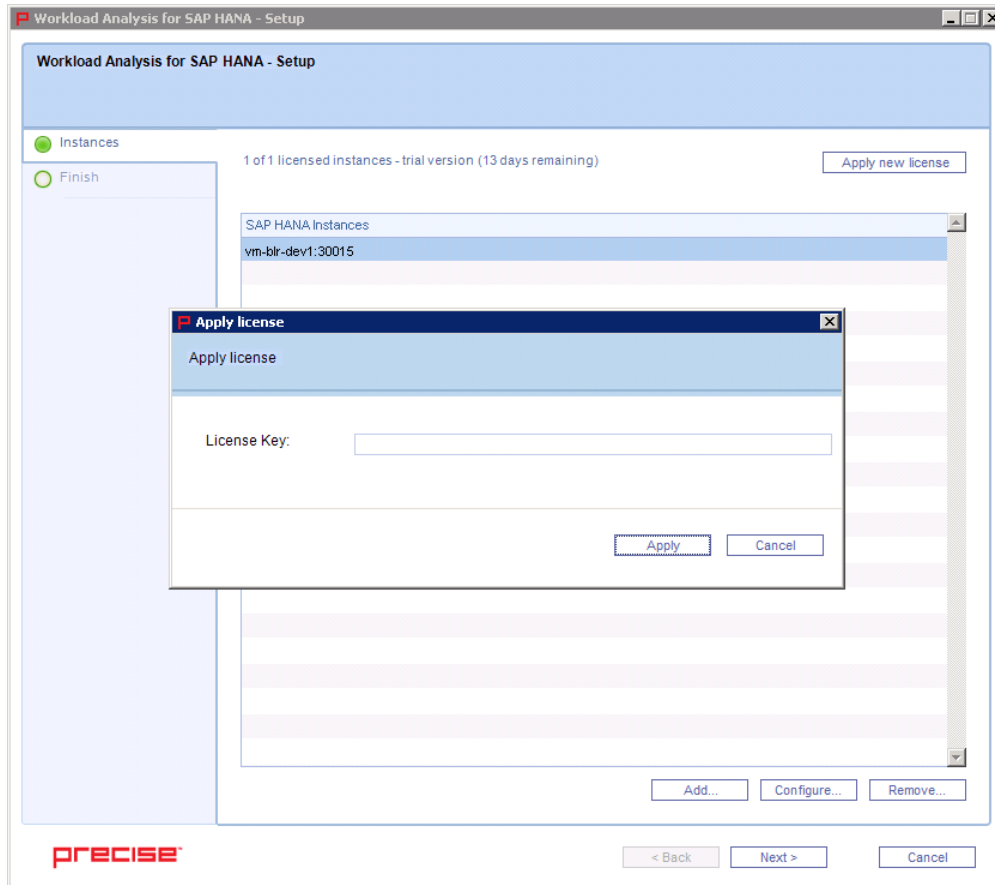 Workload Analysis for SAP HANA - Setup
Workload Analysis for SAP HANA - Setup
Instances
Finish
1 of 1 licensed instances - trial version (13 days remaining)
Apply new license
SAP HANA Instances
vm-blr-dev1:30015
Apply license
Apply license
License Key:
Apply
Cancel
Add...
Configure...
Remove...
precise
< Back
Next >
Cancel